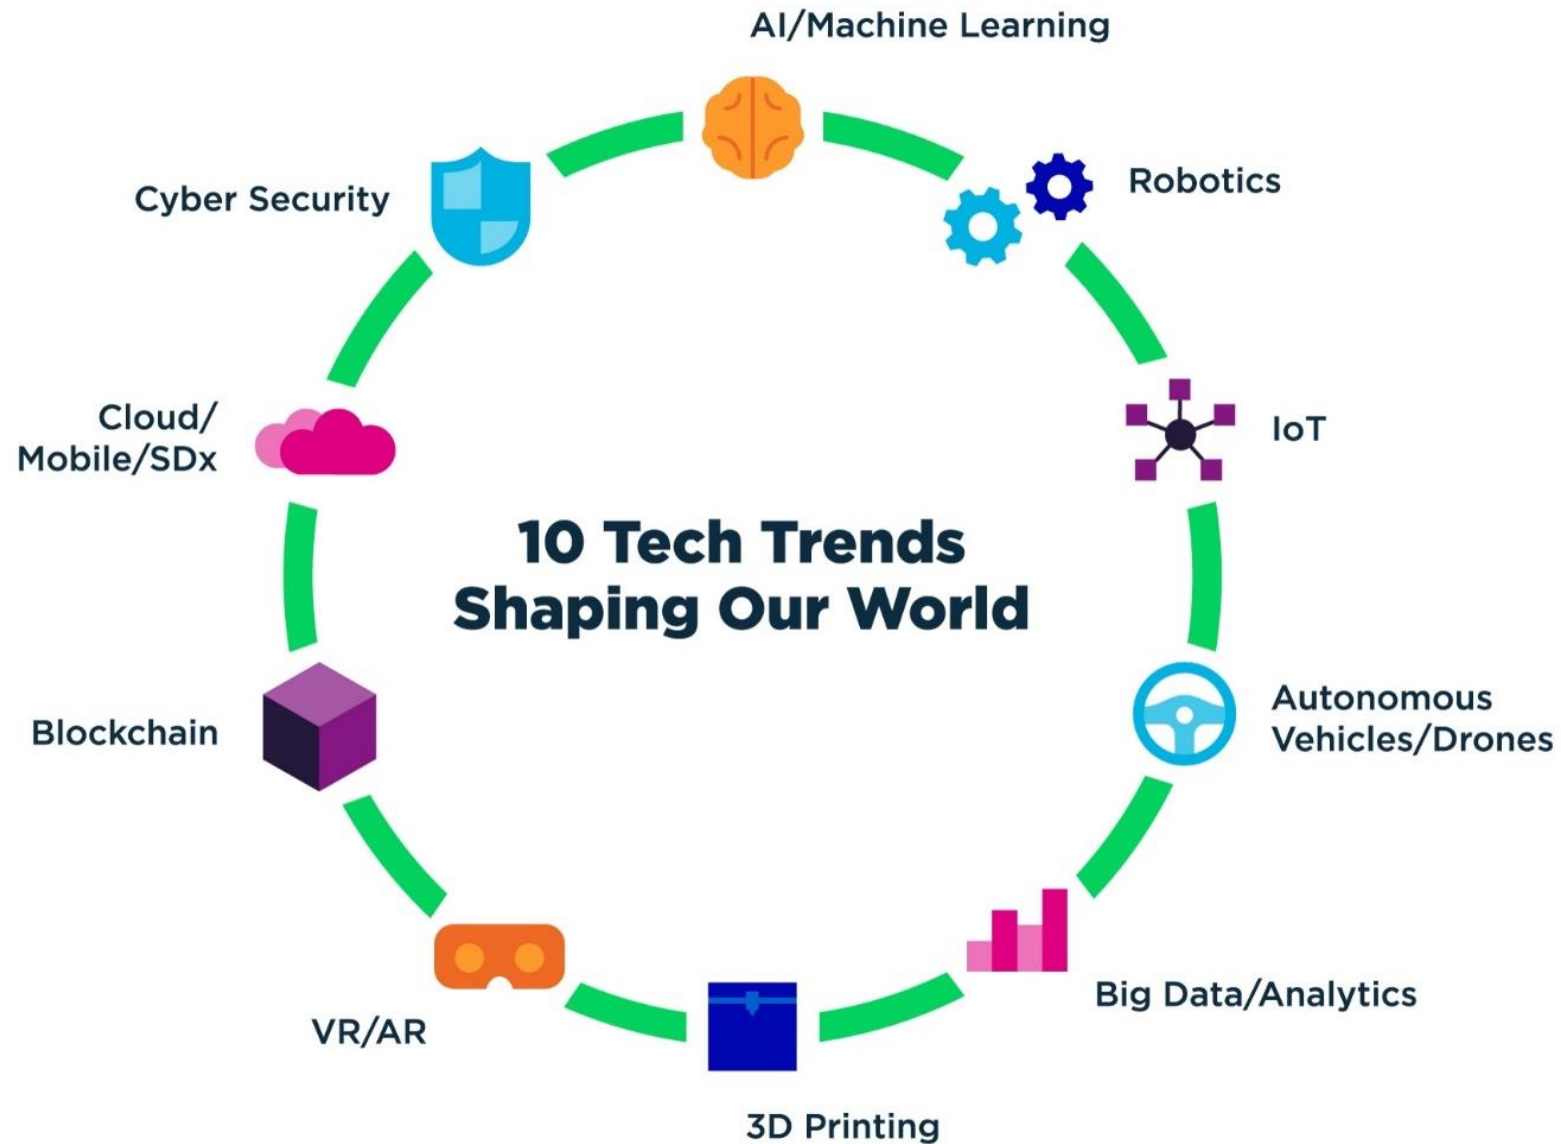 AI/Machine Learning
Robotics
Cyber Security
IoT
Cloud/
Mobile/SDx
10 Tech Trends
Shaping Our World
Autonomous
Vehicles/Drones
Blockchain
Big Data/Analytics
VR/AR
3D Printing